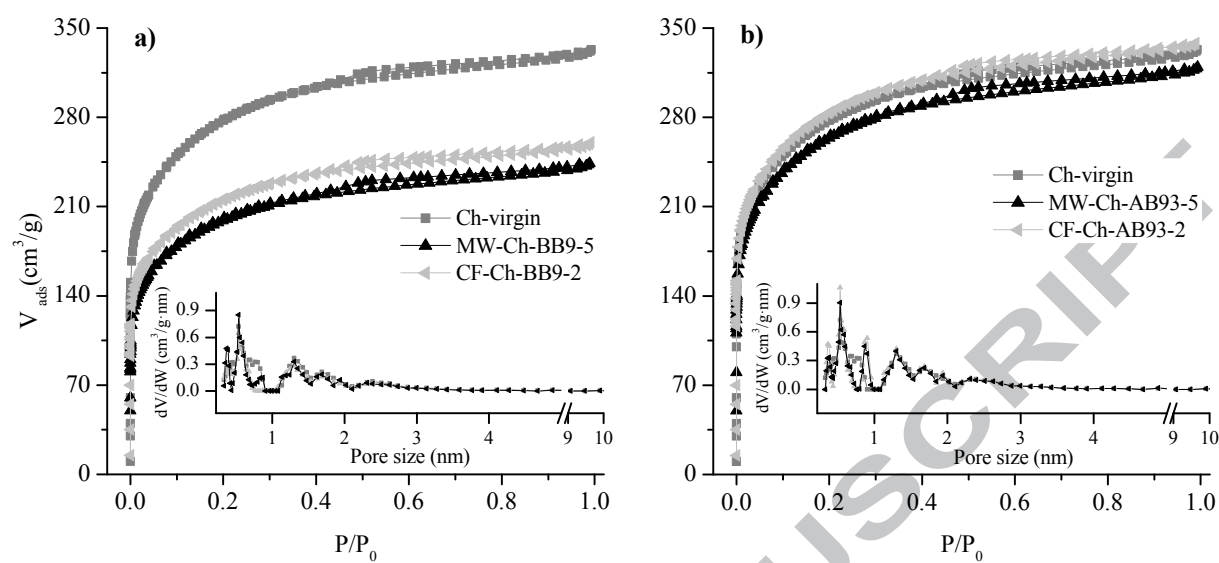 a)
350
280
210
140
70
0
V ads (cm³/g)
Ch-virgin
MW-Ch-BB9-5
CF-Ch-BB9-2
dV/dW (cm³/g·nm)
0.9
0.6
0.3
0.0
1 2 3 4 9 10
Pore size (nm)
0.0 0.2 0.4 0.6 0.8 1.0
P/P₀
b)
350
280
210
140
70
0
Ch-virgin
MW-Ch-AB93-5
CF-Ch-AB93-2
dV/dW (cm³/g·nm)
0.9
0.6
0.3
0.0
1 2 3 4 9 10
Pore size (nm)
0.0 0.2 0.4 0.6 0.8 1.0
P/P₀
USCRIP